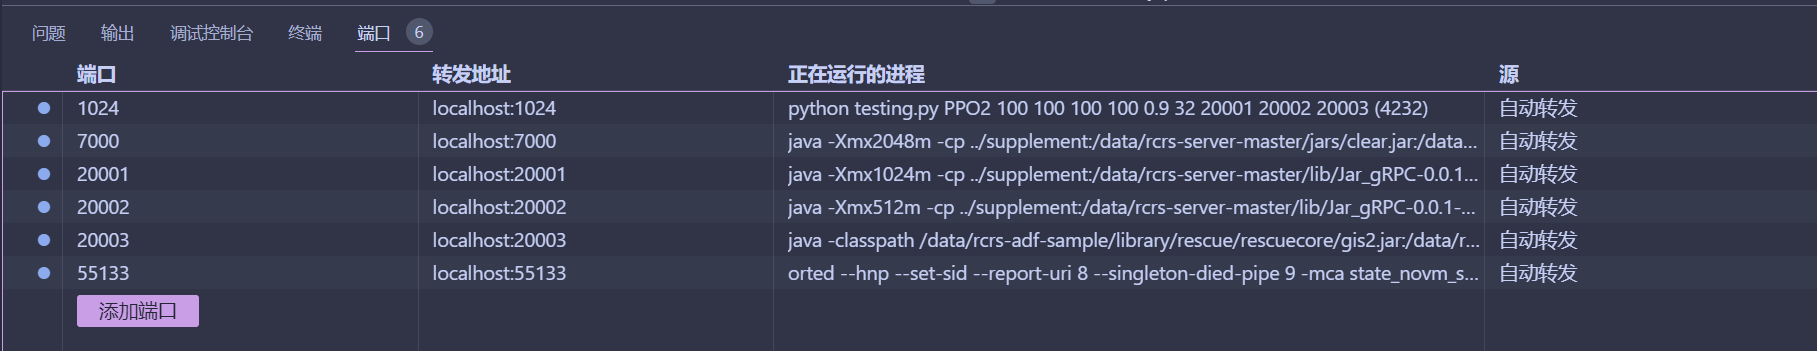 问题 输出 调试控制台 终端 端口 6
端口 转发地址 正在运行的进程 源
1024 localhost:1024 python testing.py PPO2 100 100 100 100 0.9 32 20001 20002 20003 (4232) 自动转发
7000 localhost:7000 java -Xmx2048m -cp ../supplement:/data/rcrs-server-master/jars/clear.jar:/data... 自动转发
20001 localhost:20001 java -Xmx1024m -cp ../supplement:/data/rcrs-server-master/lib/Jar_gRPC-0.0.1... 自动转发
20002 localhost:20002 java -Xmx512m -cp ../supplement:/data/rcrs-server-master/lib/Jar_gRPC-0.0.1-... 自动转发
20003 localhost:20003 java -classpath /data/rcrs-adf-sample/library/rescue/rescuecore/gis2.jar:/data/r... 自动转发
55133 localhost:55133 orted --hnp --set-sid --report-uri 8 --singleton-died-pipe 9 -mca state_novm_s... 自动转发
添加端口